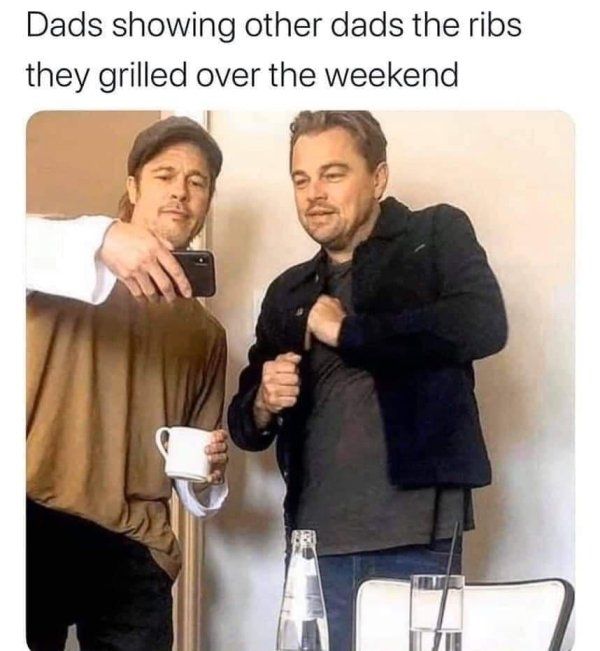 Dads showing other dads the ribs
they grilled over the weekend